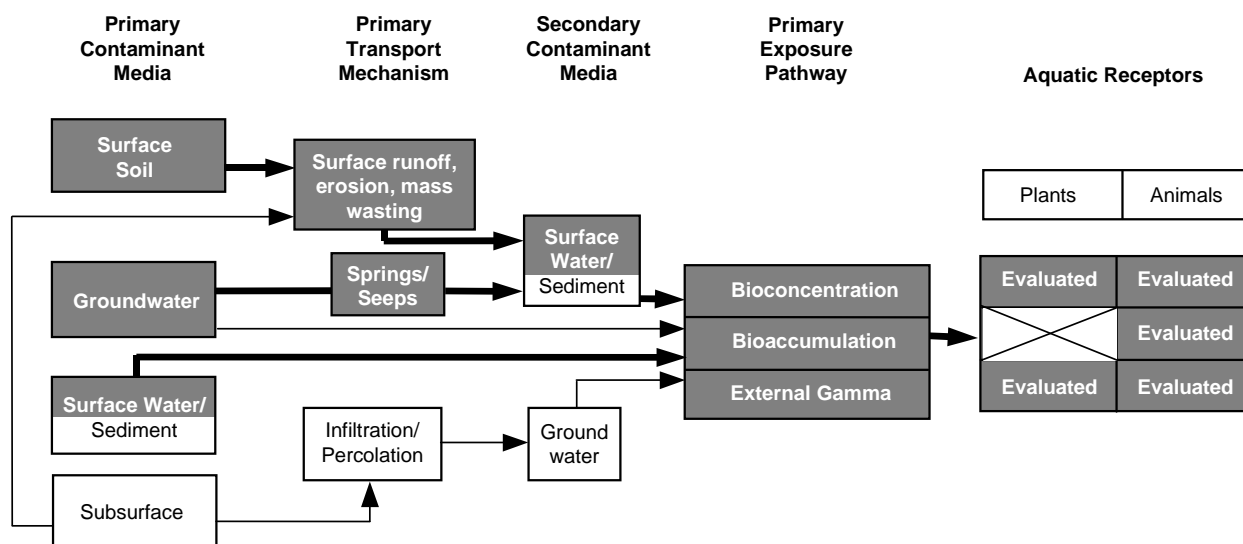 Primary
Contaminant
Media
Primary
Transport
Mechanism
Secondary
Contaminant
Media
Primary
Exposure
Pathway
Aquatic Receptors
Surface
Soil
Surface runoff,
erosion, mass
wasting
Plants
Animals
Surface
Water/
Sediment
Groundwater
Springs/
Seeps
Bioconcentration
Bioaccumulation
External Gamma
Evaluated
Evaluated
Evaluated
Evaluated
Evaluated
Surface Water/
Sediment
Infiltration/
Percolation
Ground
water
Subsurface